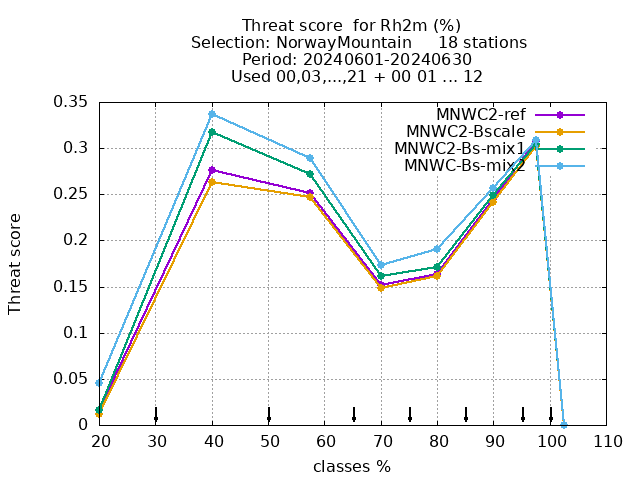 Threat score  for Rh2m (%)
Selection: NorwayMountain     18 stations
Period: 20240601-20240630
Used 00,03,...,21 + 00 01 ... 12
MNWC2-ref
MNWC2-Bscale
MNWC2-Bs-mix1
MNWC-Bs-mix2
0.35
0.3
0.25
0.2
0.15
0.1
0.05
0
Threat score
20 30 40 50 60 70 80 90 100 110
classes %